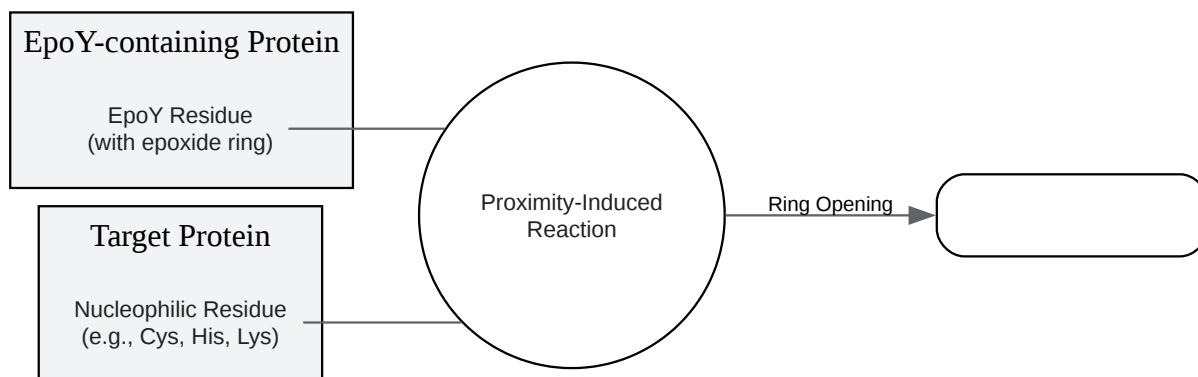 EpoY-containing Protein
EpoY Residue
(with epoxide ring)
Target Protein
Nucleophilic Residue
(e.g., Cys, His, Lys)
Proximity-Induced
Reaction
Ring Opening